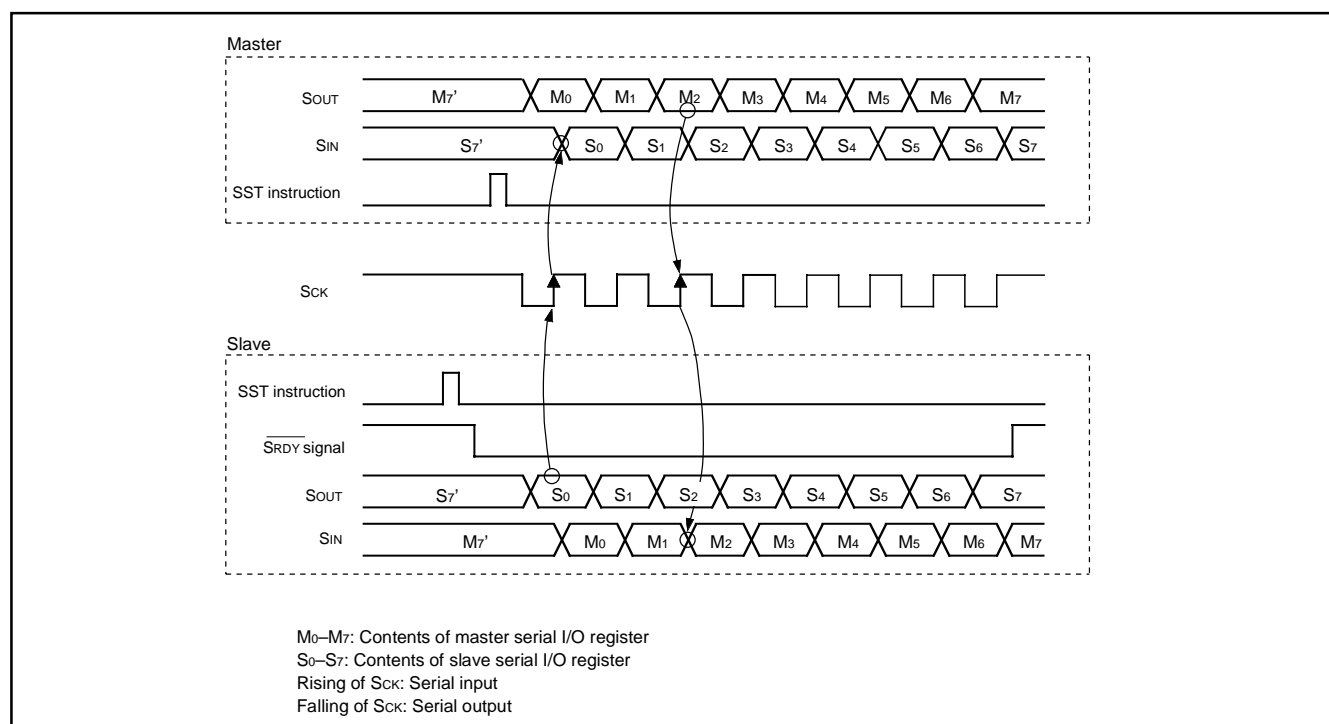 Master
SOUT M7' M0 M1 M2 M3 M4 M5 M6 M7
SIN S7' S0 S1 S2 S3 S4 S5 S6 S7
SST instruction
SCK
Slave
SST instruction
SRDY signal
SOUT S7' S0 S1 S2 S3 S4 S5 S6 S7
SIN M7' M0 M1 M2 M3 M4 M5 M6 M7
M0–M7: Contents of master serial I/O register
S0–S7: Contents of slave serial I/O register
Rising of SCK: Serial input
Falling of SCK: Serial output